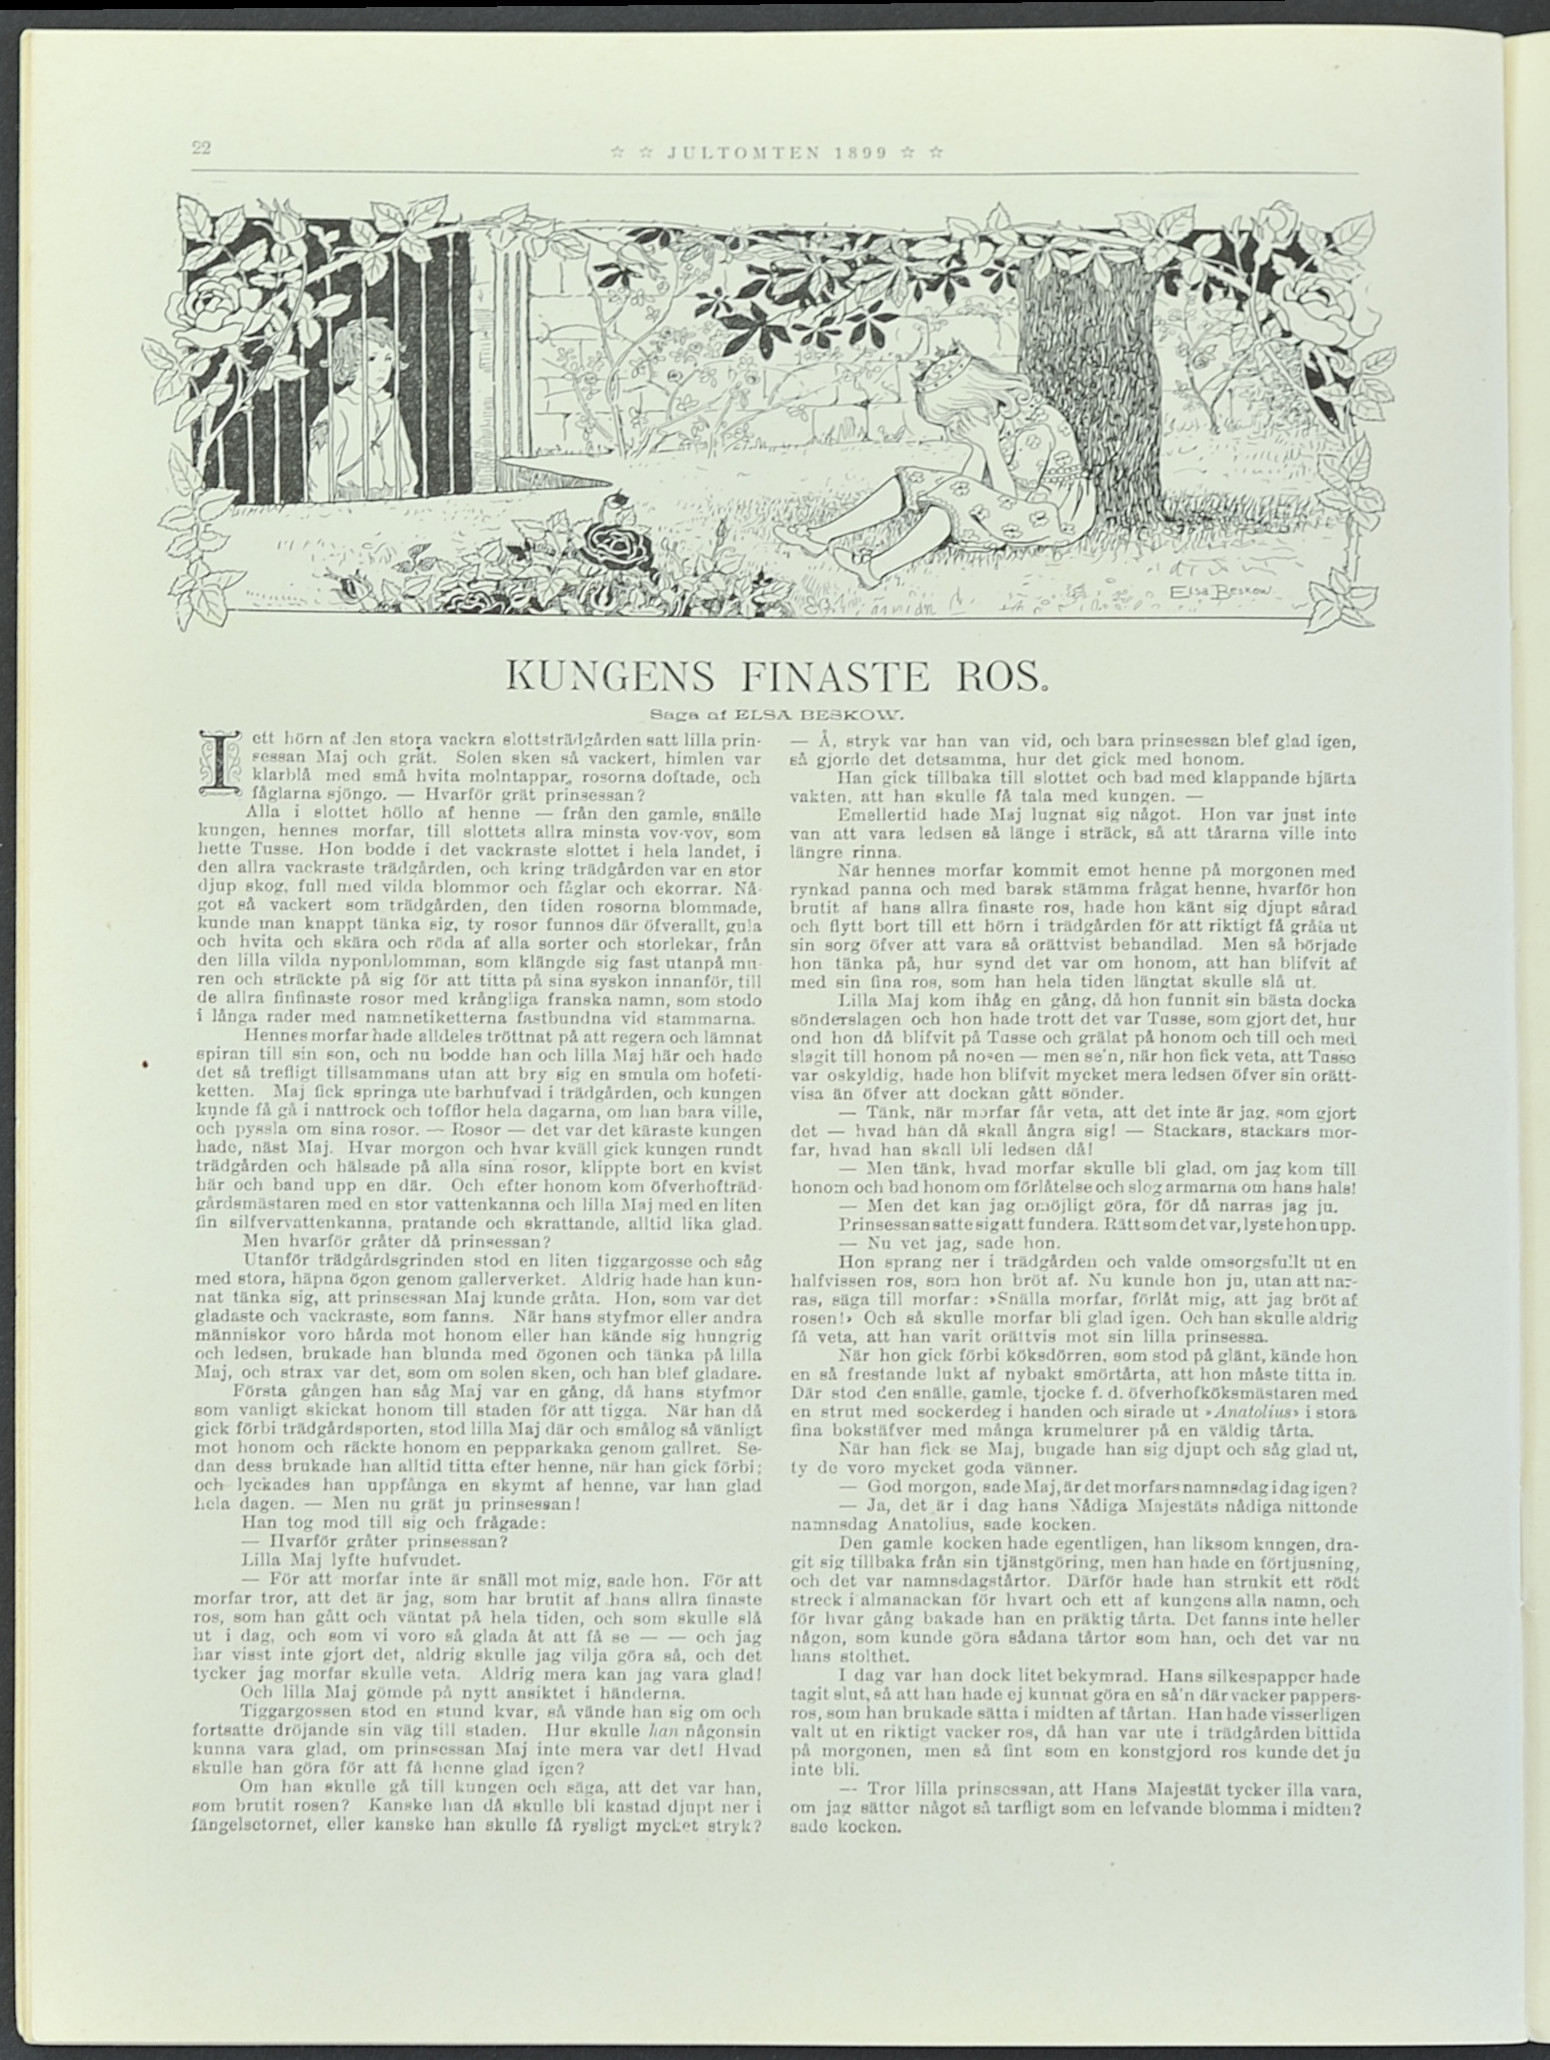 22
☆ ☆ JULTOMTEN 1899 ☆ ☆
Elsa Beskow
KUNGENS FINASTE ROS.
Saga af ELSA BESKOW.
I ett hörn af den stora vackra slottsträdgården satt lilla prin-
sessan Maj och grät. Solen sken så vackert, himlen var
klarblå med små hvita molntappar, rosorna doftade, och
fåglarna sjöngo. — Hvarför grät prinsessan?
Alla i slottet höllo af henne — från den gamle, snälle
kungen, hennes morfar, till slottets allra minsta vov-vov, som
hette Tusse. Hon bodde i det vackraste slottet i hela landet, i
den allra vackraste trädgården, och kring trädgården var en stor
djup skog, full med vilda blommor och fåglar och ekorrar. Nå-
got så vackert som trädgården, den tiden rosorna blommade,
kunde man knappt tänka sig, ty rosor funnos där öfverallt, gula
och hvita och skära och röda af alla sorter och storlekar, från
den lilla vilda nyponblomman, som klängde sig fast utanpå mu-
ren och sträckte på sig för att titta på sina syskon innanför, till
de allra finfinaste rosor med krångliga franska namn, som stodo
i långa rader med namnetiketterna fastbundna vid stammarna.
Hennes morfar hade alldeles tröttnat på att regera och lämnat
spiran till sin son, och nu bodde han och lilla Maj här och hade
det så trefligt tillsammans utan att bry sig en smula om hofeti-
ketten. Maj fick springa ute barhufvad i trädgården, och kungen
kunde få gå i nattrock och tofflor hela dagarna, om han bara ville,
och pyssla om sina rosor. — Rosor — det var det käraste kungen
hade, näst Maj. Hvar morgon och hvar kväll gick kungen rundt
trädgården och hälsade på alla sina rosor, klippte bort en kvist
här och band upp en där. Och efter honom kom öfverhofträd-
gårdsmästaren med en stor vattenkanna och lilla Maj med en liten
fin silfvervattenkanna, pratande och skrattande, alltid lika glad.
Men hvarför gråter då prinsessan?
Utanför trädgårdsgrinden stod en liten tiggargosse och såg
med stora, häpna ögon genom gallerverket. Aldrig hade han kun-
nat tänka sig, att prinsessan Maj kunde gråta. Hon, som var det
gladaste och vackraste, som fanns. När hans styfmor eller andra
människor voro hårda mot honom eller han kände sig hungrig
och ledsen, brukade han blunda med ögonen och tänka på lilla
Maj, och strax var det, som om solen sken, och han blef gladare.
Första gången han såg Maj var en gång, då hans styfmor
som vanligt skickat honom till staden för att tigga. När han då
gick förbi trädgårdsporten, stod lilla Maj där och smålog så vänligt
mot honom och räckte honom en pepparkaka genom gallret. Se-
dan dess brukade han alltid titta efter henne, när han gick förbi;
och lyckades han uppfånga en skymt af henne, var han glad
hela dagen. — Men nu grät ju prinsessan!
Han tog mod till sig och frågade:
— Hvarför gråter prinsessan?
Lilla Maj lyfte hufvudet.
— För att morfar inte är snäll mot mig, sade hon. För att
morfar tror, att det är jag, som har brutit af hans allra finaste
ros, som han gått och väntat på hela tiden, och som skulle slå
ut i dag, och som vi voro så glada åt att få se — — och jag
har visst inte gjort det, aldrig skulle jag vilja göra så, och det
tycker jag morfar skulle veta. Aldrig mera kan jag vara glad!
Och lilla Maj gömde på nytt ansiktet i händerna.
Tiggargossen stod en stund kvar, så vände han sig om och
fortsatte dröjande sin väg till staden. Hur skulle han någonsin
kunna vara glad, om prinsessan Maj inte mera var det! Hvad
skulle han göra för att få henne glad igen?
Om han skulle gå till kungen och säga, att det var han,
som brutit rosen? Kanske han då skulle bli kastad djupt ner i
fängelsetornet, eller kanske han skulle få rysligt mycket stryk?
— Å, stryk var han van vid, och bara prinsessan blef glad igen,
så gjorde det detsamma, hur det gick med honom.
Han gick tillbaka till slottet och bad med klappande hjärta
vakten, att han skulle få tala med kungen. —
Emellertid hade Maj lugnat sig något. Hon var just inte
van att vara ledsen så länge i sträck, så att tårarna ville inte
längre rinna.
När hennes morfar kommit emot henne på morgonen med
rynkad panna och med barsk stämma frågat henne, hvarför hon
brutit af hans allra finaste ros, hade hon känt sig djupt sårad
och flytt bort till ett hörn i trädgården för att riktigt få gråta ut
sin sorg öfver att vara så orättvist behandlad. Men så började
hon tänka på, hur synd det var om honom, att han blifvit af
med sin fina ros, som han hela tiden längtat skulle slå ut.
Lilla Maj kom ihåg en gång, då hon funnit sin bästa docka
sönderslagen och hon hade trott det var Tusse, som gjort det, hur
ond hon då blifvit på Tusse och grälat på honom och till och med
slagit till honom på nosen — men se'n, när hon fick veta, att Tusse
var oskyldig, hade hon blifvit mycket mera ledsen öfver sin orätt-
visa än öfver att dockan gått sönder.
— Tänk, när morfar får veta, att det inte är jag, som gjort
det — hvad han då skall ångra sig! — Stackars, stackars mor-
far, hvad han skall bli ledsen då!
— Men tänk, hvad morfar skulle bli glad, om jag kom till
honom och bad honom om förlåtelse och slog armarna om hans hals!
— Men det kan jag omöjligt göra, för då narras jag ju.
Prinsessan satte sig att fundera. Rätt som det var, lyste hon upp.
— Nu vet jag, sade hon.
Hon sprang ner i trädgården och valde omsorgsfullt ut en
halfvissen ros, som hon bröt af. Nu kunde hon ju, utan att nar-
ras, säga till morfar: »Snälla morfar, förlåt mig, att jag bröt af
rosen!» Och så skulle morfar bli glad igen. Och han skulle aldrig
få veta, att han varit orättvis mot sin lilla prinsessa.
När hon gick förbi köksdörren, som stod på glänt, kände hon
en så frestande lukt af nybakt smörtårta, att hon måste titta in.
Där stod den snälle, gamle, tjocke f. d. öfverhofköksmästaren med
en strut med sockerdeg i handen och sirade ut »Anatolius» i stora
fina bokstäfver med många krumelurer på en väldig tårta.
När han fick se Maj, bugade han sig djupt och såg glad ut,
ty de voro mycket goda vänner.
— God morgon, sade Maj, är det morfars namnsdag i dag igen?
— Ja, det är i dag hans Nådiga Majestäts nådiga nittonde
namnsdag Anatolius, sade kocken.
Den gamle kocken hade egentligen, han liksom kungen, dra-
git sig tillbaka från sin tjänstgöring, men han hade en förtjusning,
och det var namnsdagstårtor. Därför hade han strukit ett rödt
streck i almanackan för hvart och ett af kungens alla namn, och
för hvar gång bakade han en präktig tårta. Det fanns inte heller
någon, som kunde göra sådana tårtor som han, och det var nu
hans stolthet.
I dag var han dock litet bekymrad. Hans silkespapper hade
tagit slut, så att han hade ej kunnat göra en så'n där vacker pappers-
ros, som han brukade sätta i midten af tårtan. Han hade visserligen
valt ut en riktigt vacker ros, då han var ute i trädgården bittida
på morgonen, men så fint som en konstgjord ros kunde det ju
inte bli.
— Tror lilla prinsessan, att Hans Majestät tycker illa vara,
om jag sätter något så tarfligt som en lefvande blomma i midten?
sade kocken.